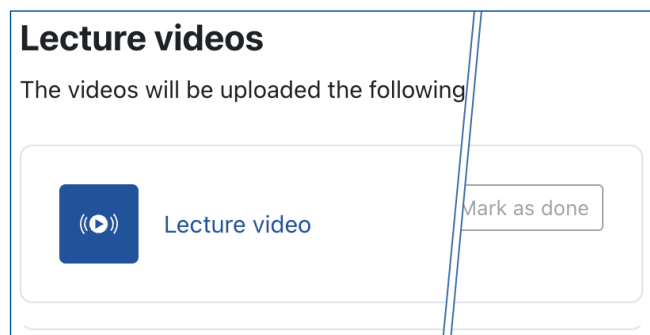 Lecture videos
The videos will be uploaded the following
Lecture video
Mark as done